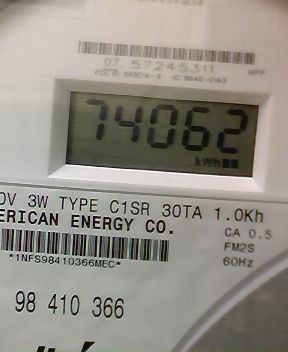 07. 57245311
74062
kWh
3W TYPE C1SR 30TA 1.0Kh
ERICAN ENERGY CO.
CA 0.5
FM2S
*1NFS98410366MEC*
60Hz
98 410 366